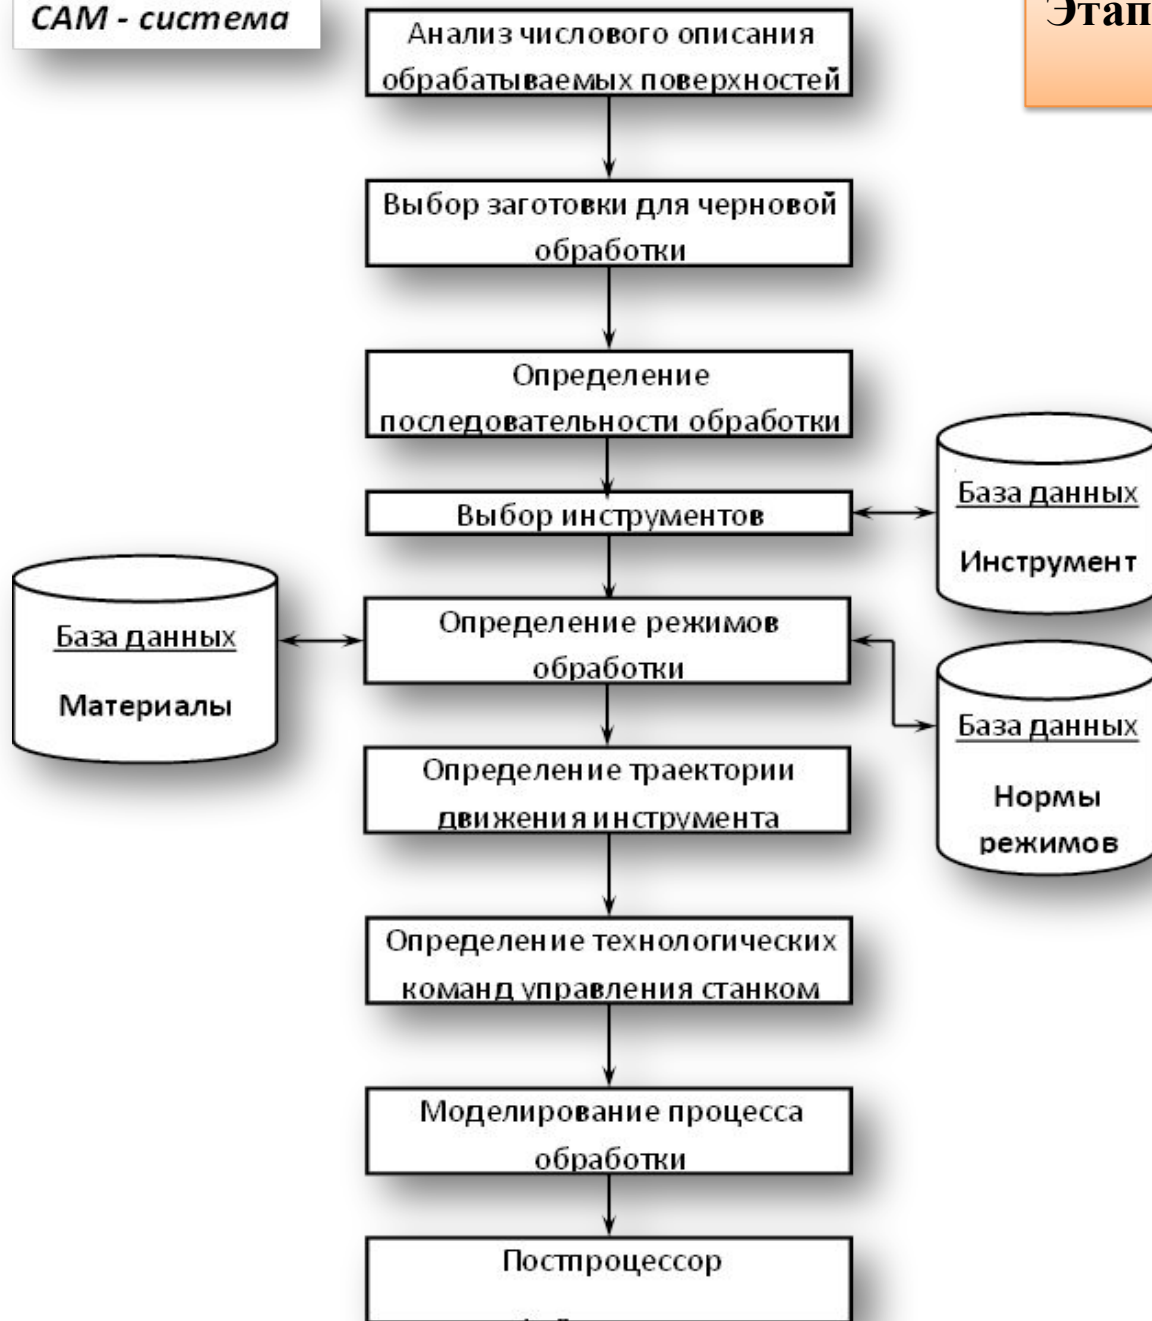 САМ - система
Этап
Анализ числового описания
обрабатываемых поверхностей
Выбор заготовки для черновой
обработки
Определение
последовательности обработки
Выбор инструментов
База данных
Инструмент
Определение режимов
обработки
База данных
Материалы
База данных
Нормы
режимов
Определение траектории
движения инструмента
Определение технологических
команд управления станком
Моделирование процесса
обработки
Постпроцессор